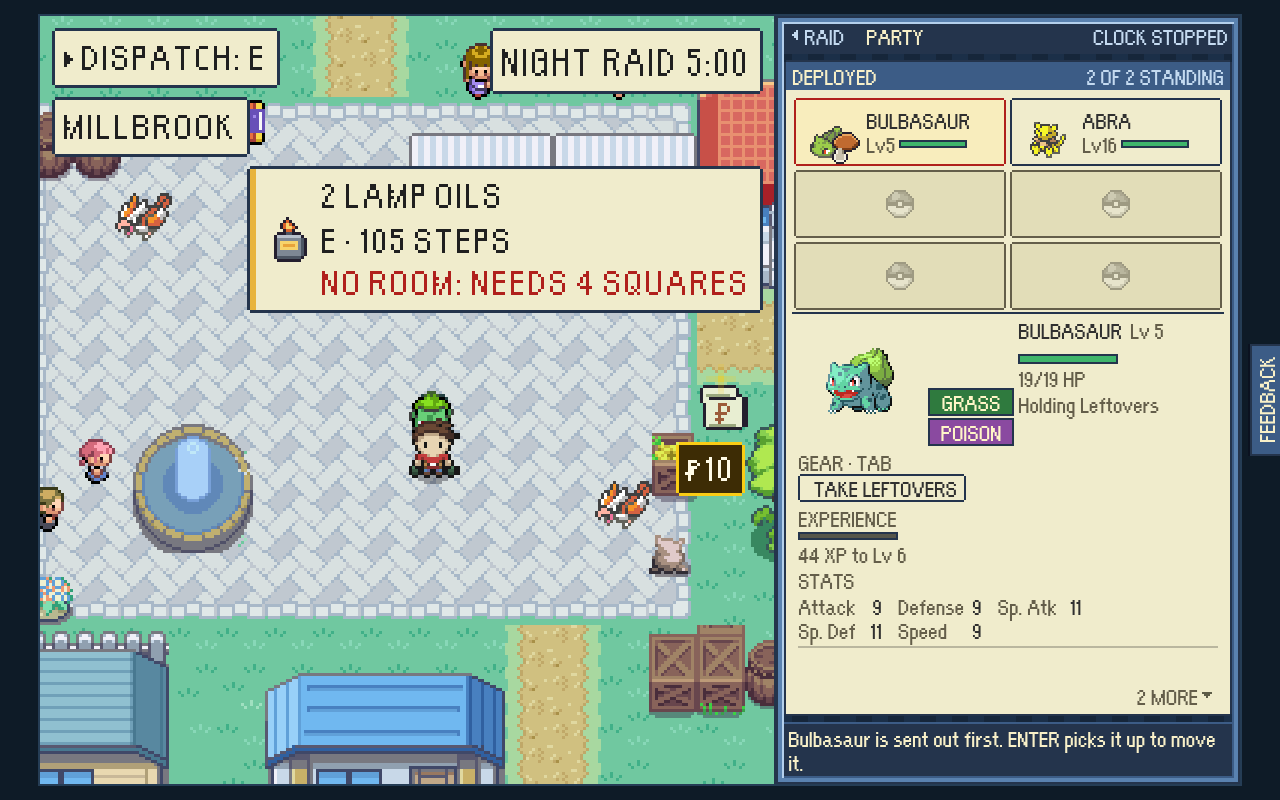 DISPATCH: E
NIGHT RAID 5:00
MILLBROOK
2 LAMP OILS
E · 105 STEPS
NO ROOM: NEEDS 4 SQUARES
₽
₽10
RAID PARTY CLOCK STOPPED
DEPLOYED 2 OF 2 STANDING
BULBASAUR
Lv5
ABRA
Lv16
BULBASAUR Lv 5
19/19 HP
GRASS
Holding Leftovers
POISON
GEAR · TAB
TAKE LEFTOVERS
EXPERIENCE
44 XP to Lv 6
STATS
Attack 9 Defense 9 Sp. Atk 11
Sp. Def 11 Speed 9
2 MORE
Bulbasaur is sent out first. ENTER picks it up to move
it.
FEEDBACK